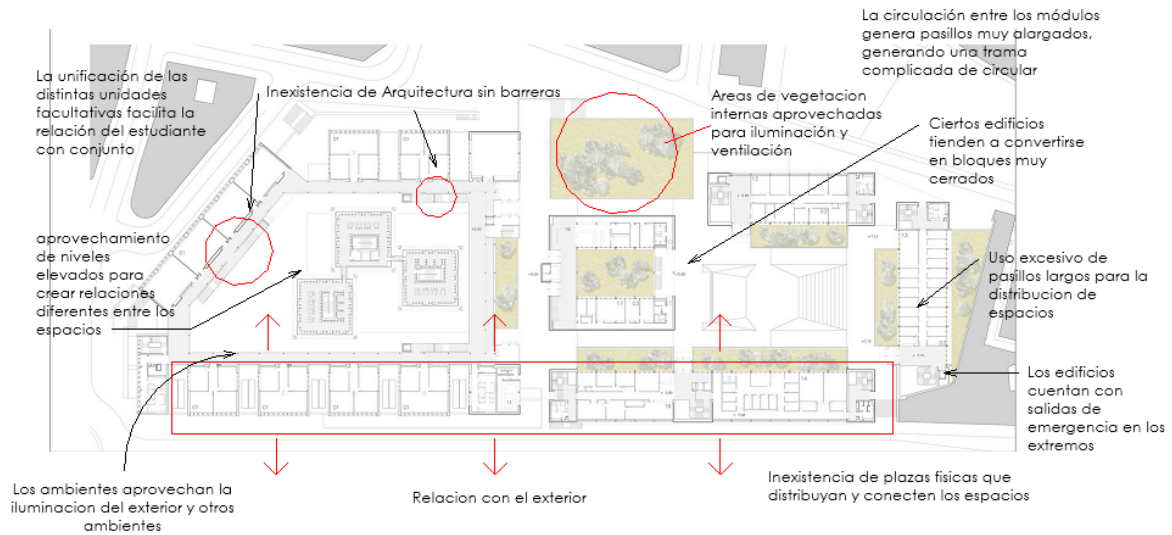 La circulación entre los módulos
genera pasillos muy alargados,
generando una trama
complicada de circular
La unificación de las
distintas unidades
facultativas facilita la
relación del estudiante
con conjunto
Inexistencia de Arquitectura sin barreras
Areas de vegetacion
internas aprovechadas
para iluminación y
ventilación
Ciertos edificios
tienden a convertirse
en bloques muy
cerrados
aprovechamiento
de niveles
elevados para
crear relaciones
diferentes entre los
espacios
Uso excesivo de
pasillos largos para la
distribucion de
espacios
Los edificios
cuentan con
salidas de
emergencia en los
extremos
Los ambientes aprovechan la
iluminacion del exterior y otros
ambientes
Relacion con el exterior
Inexistencia de plazas fisicas que
distribuyan y conecten los espacios